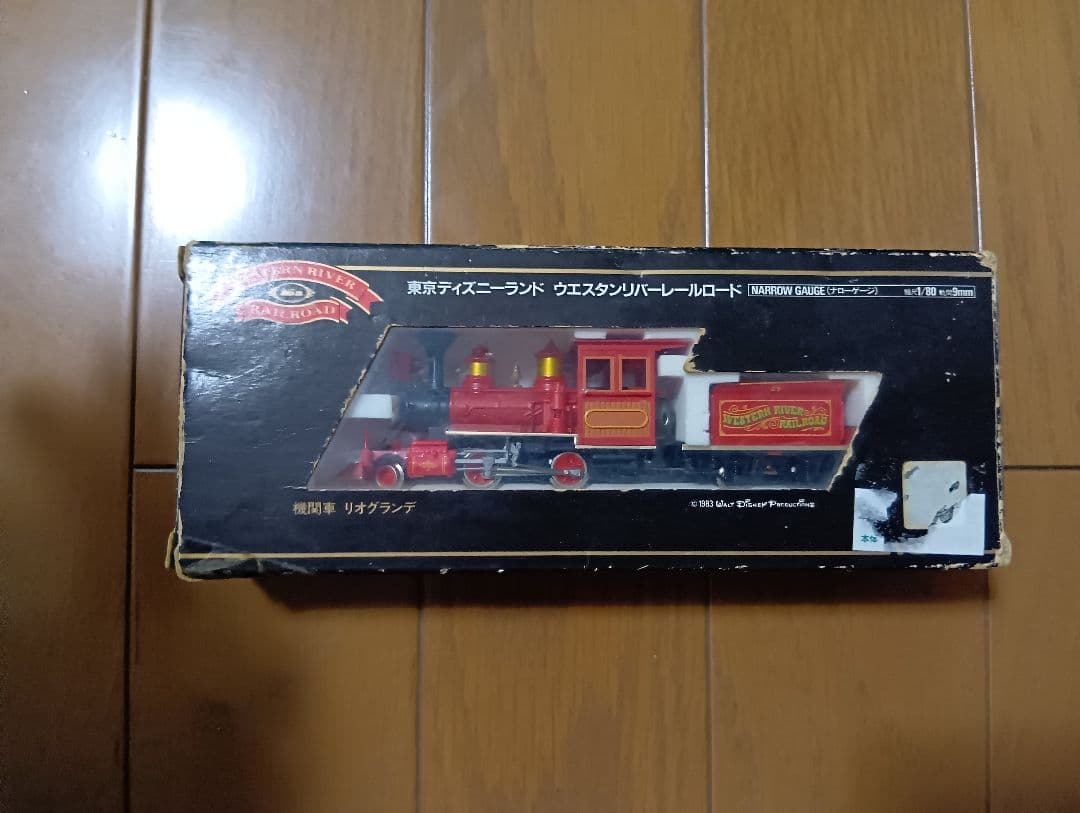 WESTERN RIVER
RAILROAD
東京ディズニーランド ウエスタンリバーレールロード NARROW GAUGE (ナローゲージ) 縮尺1/80 軌間9mm
WESTERN RIVER
RAILROAD
機関車 リオグランデ
© 1983 WALT DISNEY PRODUCTIONS
本体